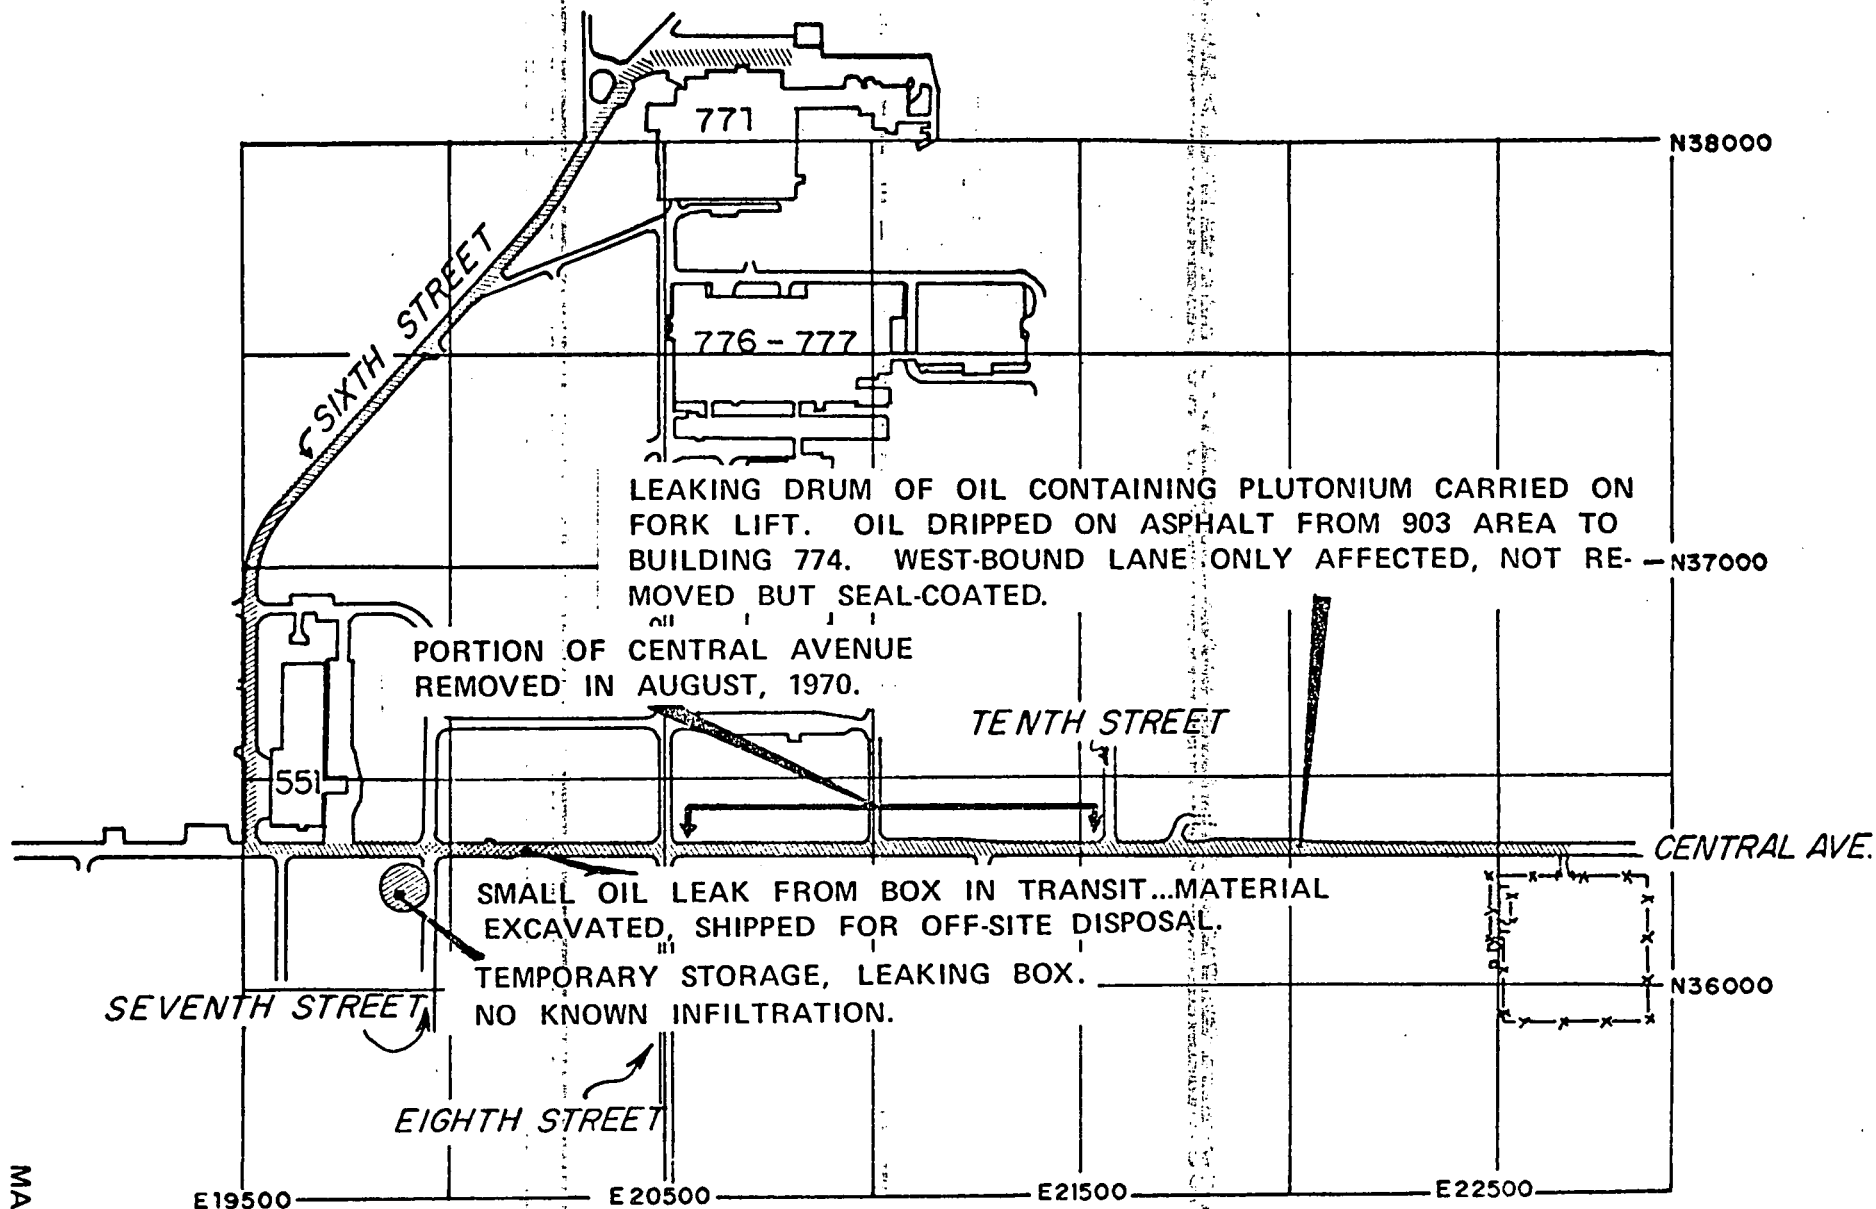 771
N38000
SIXTH STREET
776-777
LEAKING DRUM OF OIL CONTAINING PLUTONIUM CARRIED ON
FORK LIFT. OIL DRIPPED ON ASPHALT FROM 903 AREA TO
BUILDING 774. WEST-BOUND LANE ONLY AFFECTED, NOT RE-
MOVED BUT SEAL-COATED.
N37000
PORTION OF CENTRAL AVENUE
REMOVED IN AUGUST, 1970.
TENTH STREET
551
CENTRAL AVE.
SMALL OIL LEAK FROM BOX IN TRANSIT...MATERIAL
EXCAVATED, SHIPPED FOR OFF-SITE DISPOSAL.
TEMPORARY STORAGE, LEAKING BOX.
NO KNOWN INFILTRATION.
N36000
SEVENTH STREET
EIGHTH STREET
MA
E19500
E20500
E21500
E22500